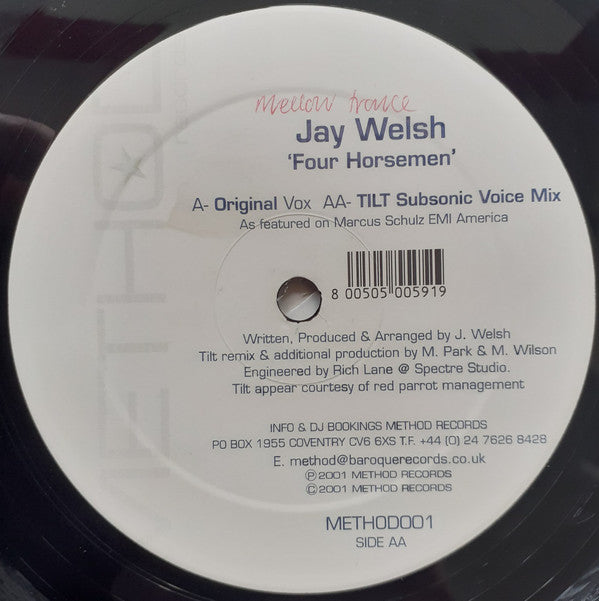 mellow trance
Jay Welsh
'Four Horsemen'
A- Original Vox AA- TILT Subsonic Voice Mix
As featured on Marcus Schulz EMI America
8 00505 005919
Written, Produced & Arranged by J. Welsh
Tilt remix & additional production by M. Park & M. Wilson
Engineered by Rich Lane @ Spectre Studio.
Tilt appear courtesy of red parrot management
INFO & DJ BOOKINGS METHOD RECORDS
PO BOX 1955 COVENTRY CV6 6XS T.F. +44 (0) 24 7626 8428
E. method@baroquerecords.co.uk
Ⓟ 2001 METHOD RECORDS
© 2001 METHOD RECORDS
METHOD001
SIDE AA
METHOD